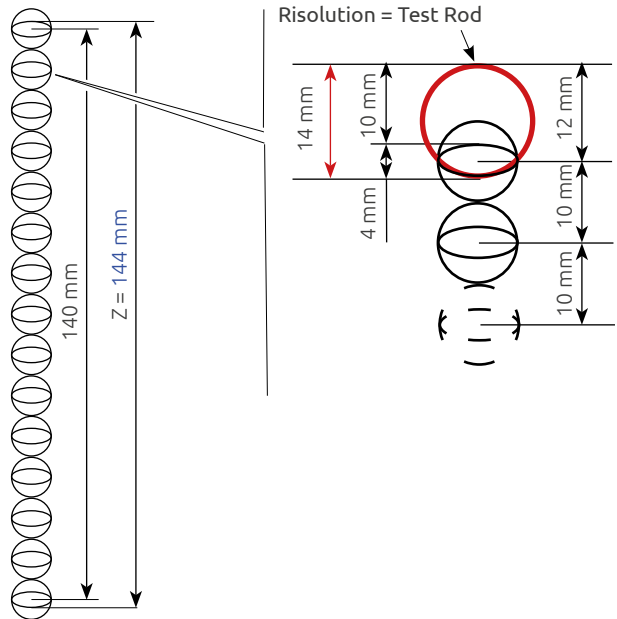 Risolution = Test Rod
140 mm
Z = 144 mm
14 mm
10 mm
4 mm
12 mm
10 mm
10 mm